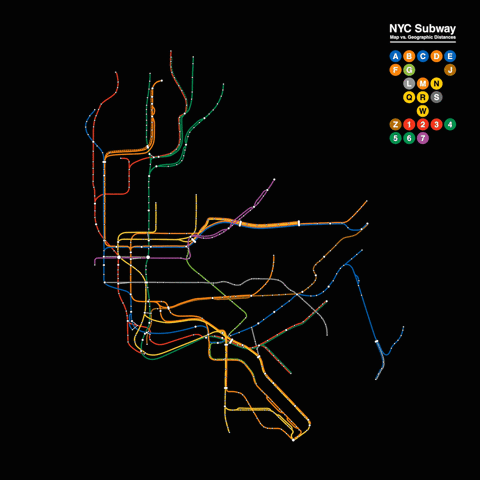 NYC Subway
Map vs. Geographic Distances
A B C D E
F G J
L M N
Q R S
W
Z 1 2 3 4
5 6 7